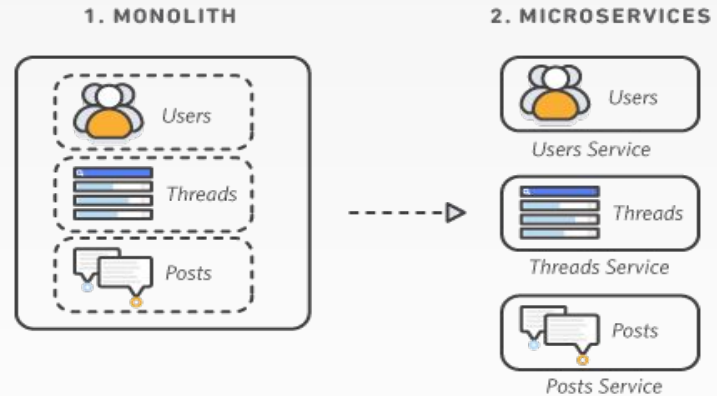 1. MONOLITH
Users
Threads
Posts
2. MICROSERVICES
Users
Users Service
Threads
Threads Service
Posts
Posts Service